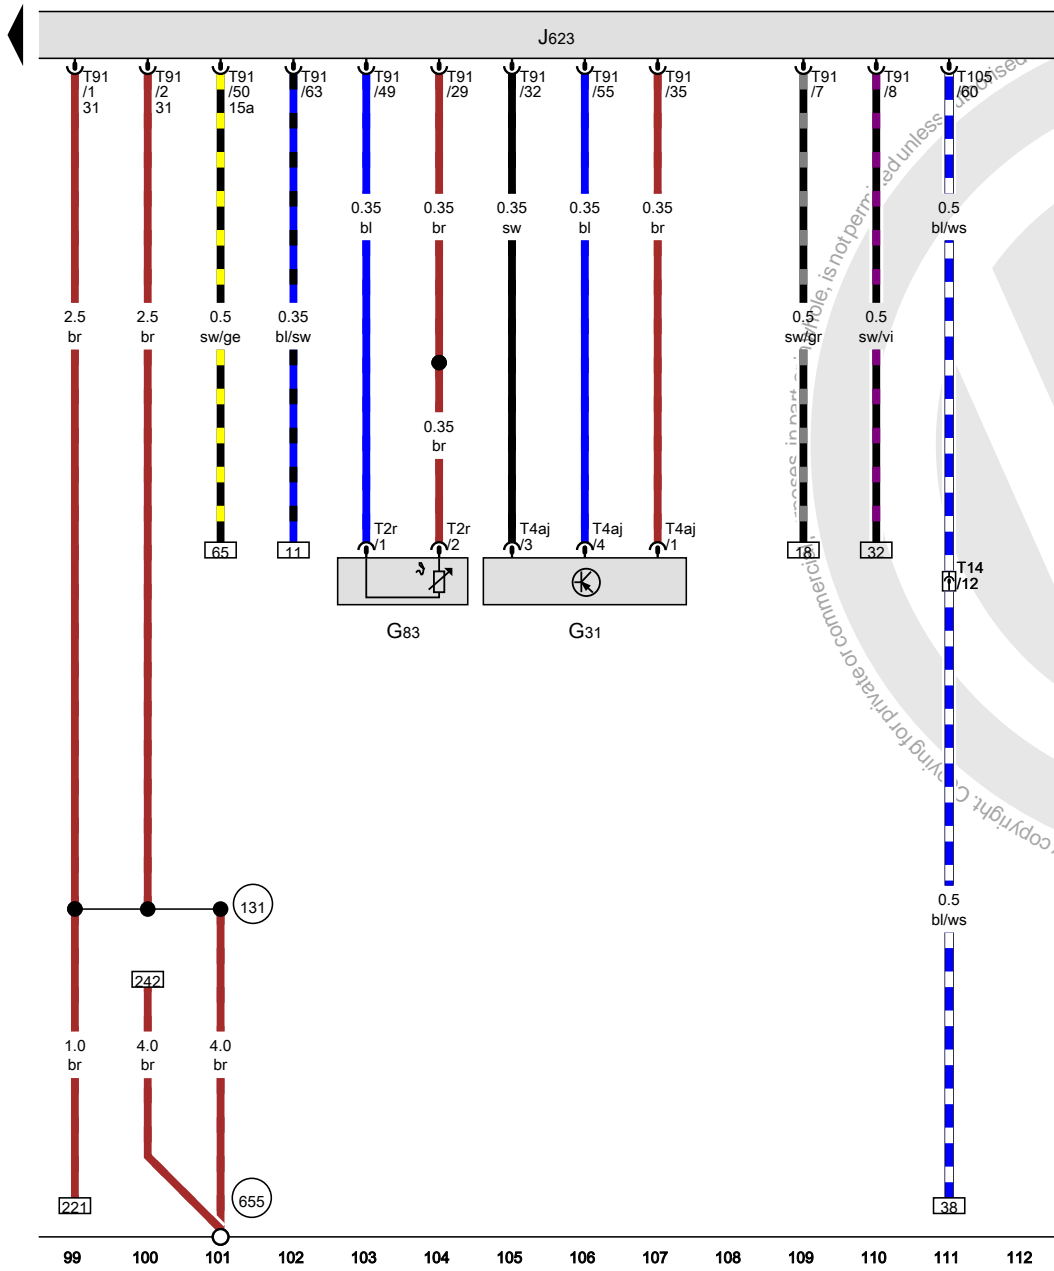 J623
T91 T91 T91 T91 T91 T91 T91 T91 T91 T91 T91 T105
/1 /2 /50 /63 /49 /29 /32 /55 /35 /7 /8 /60
31 31 15a
0.35 0.35 0.35 0.35 0.35 0.5
bl br sw bl br bl/ws
2.5 2.5 0.5 0.35 0.5 0.5
br br sw/ge bl/sw sw/gr sw/vi
0.35
br
T2r T2r T4aj T4aj T4aj
/1 /2 /3 /4 /1
65 11 18 32
T14
/12
G83 G31
131
0.5
bl/ws
242
1.0 4.0 4.0
br br br
221 655 38
99 100 101 102 103 104 105 106 107 108 109 110 111 112